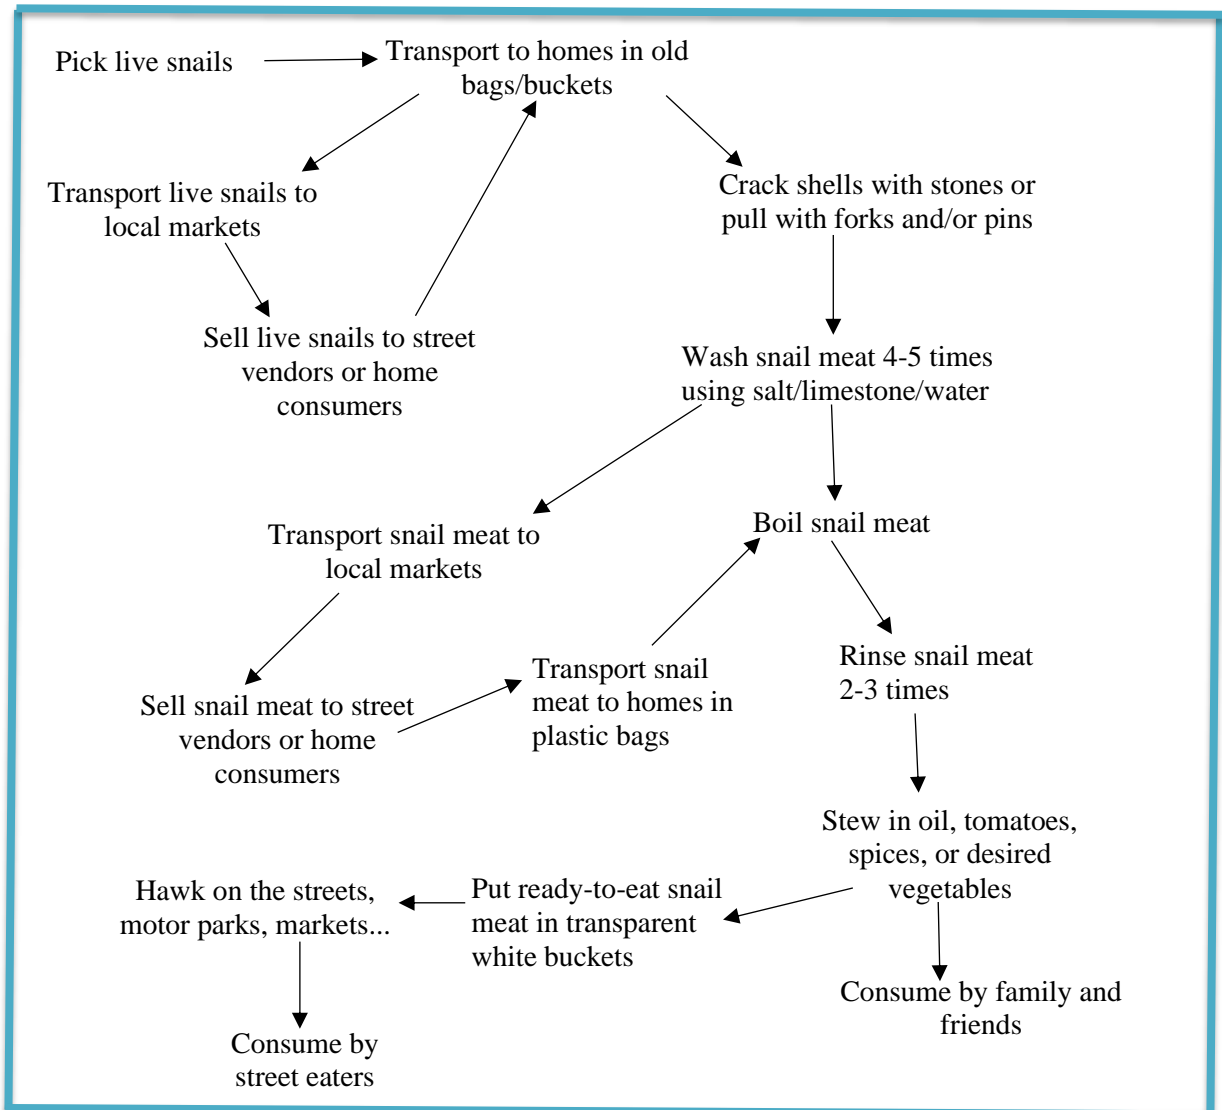 Pick live snails
Transport to homes in old
bags/buckets
Transport live snails to
local markets
Crack shells with stones or
pull with forks and/or pins
Sell live snails to street
vendors or home
consumers
Wash snail meat 4-5 times
using salt/limestone/water
Transport snail meat to
local markets
Boil snail meat
Sell snail meat to street
vendors or home
consumers
Transport snail
meat to homes in
plastic bags
Rinse snail meat
2-3 times
Stew in oil, tomatoes,
spices, or desired
vegetables
Hawk on the streets,
motor parks, markets...
Put ready-to-eat snail
meat in transparent
white buckets
Consume by family and
friends
Consume by
street eaters